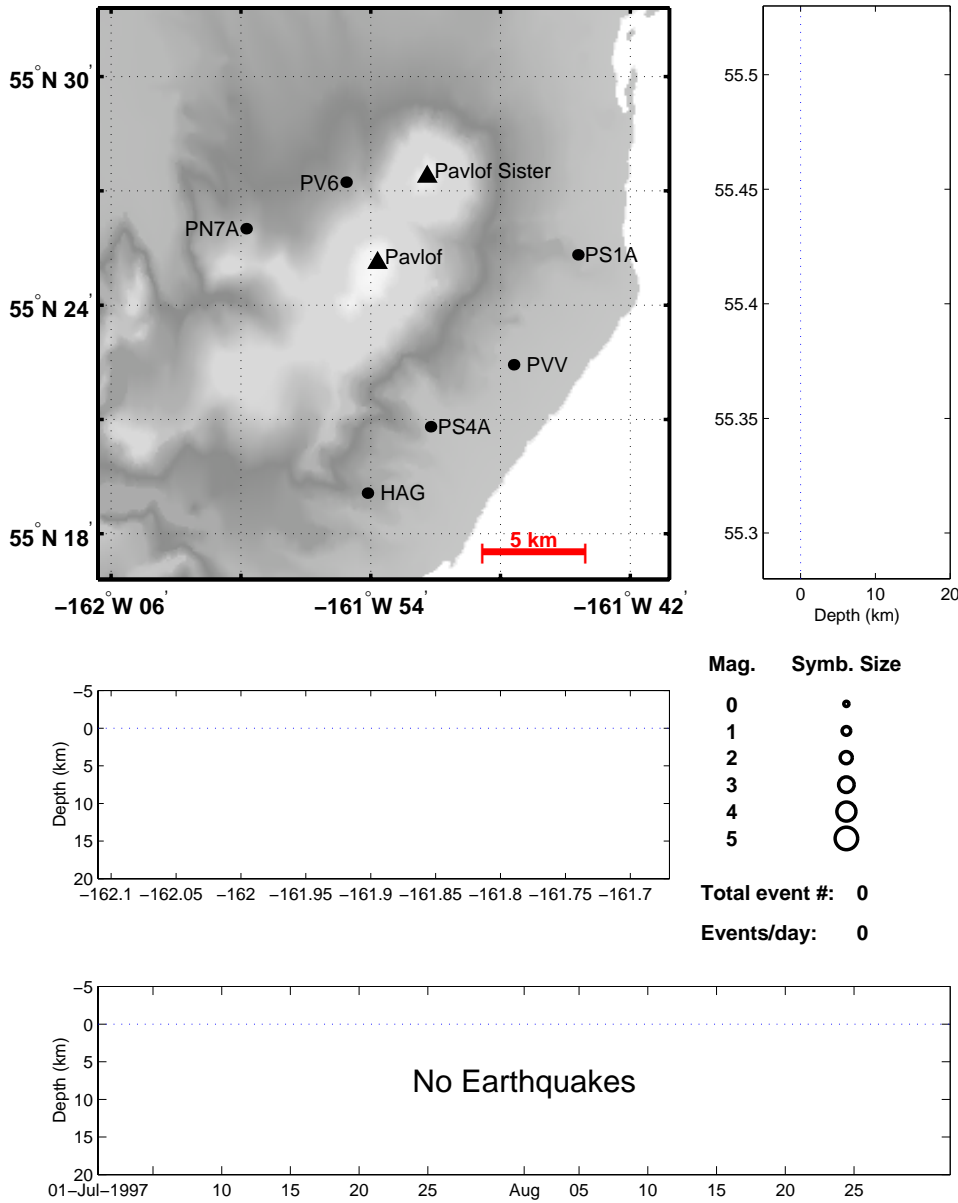 55° N 30'
55° N 24'
55° N 18'
−162° W 06'
−161° W 54'
−161° W 42'
Pavlof Sister
PV6
PN7A
Pavlof
PS1A
PVV
PS4A
HAG
5 km
55.5
55.45
55.4
55.35
55.3
0 10 20
Depth (km)
−5
0
5
10
15
20
Depth (km)
−162.1 −162.05 −162 −161.95 −161.9 −161.85 −161.8 −161.75 −161.7
Mag. Symb. Size
0
1
2
3
4
5
Total event #: 0
Events/day: 0
−5
0
5
10
15
20
Depth (km)
No Earthquakes
01−Jul−1997 10 15 20 25 Aug 05 10 15 20 25